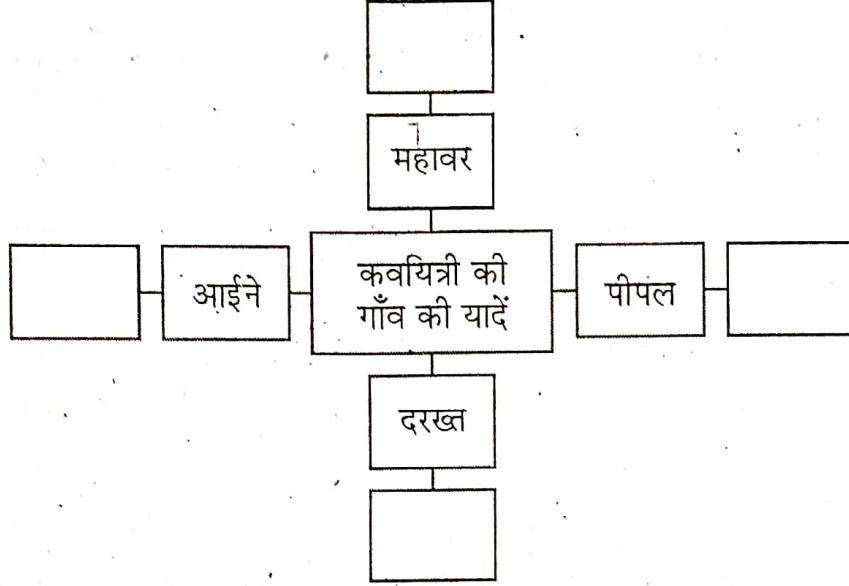 महावर
आईने
कवयित्री की
गाँव की यादें
पीपल
दरख्त